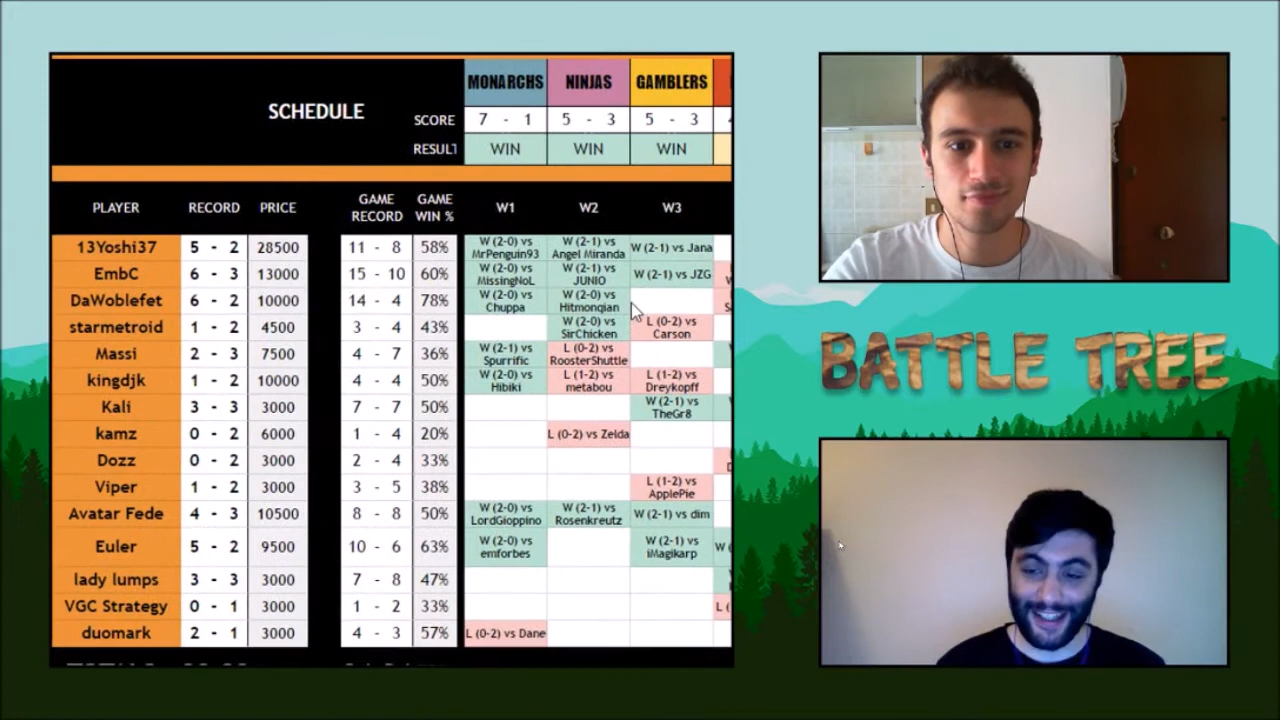 MONARCHS NINJAS GAMBLERS
SCHEDULE
SCORE 7 - 1 5 - 3 5 - 3
RESULT WIN WIN WIN
PLAYER RECORD PRICE GAME RECORD GAME WIN % W1 W2 W3
13Yoshi37 5 - 2 28500 11 - 8 58% W (2-0) vs MrPenguin93 W (2-1) vs Angel Miranda W (2-1) vs Jana
EmbC 6 - 3 13000 15 - 10 60% W (2-0) vs MissingNoL W (2-1) vs JUNIO W (2-1) vs JZG
DaWoblefet 6 - 2 10000 14 - 4 78% W (2-0) vs Chuppa W (2-0) vs Hitmonqian
starmetroid 1 - 2 4500 3 - 4 43% W (2-0) vs SirChicken L (0-2) vs Carson
Massi 2 - 3 7500 4 - 7 36% W (2-1) vs Spurrific L (0-2) vs RoosterShuttle
kingdjk 1 - 2 10000 4 - 4 50% W (2-0) vs Hibiki L (1-2) vs metabou L (1-2) vs Dreykopff
Kali 3 - 3 3000 7 - 7 50% W (2-1) vs TheGr8
kamz 0 - 2 6000 1 - 4 20% L (0-2) vs Zelda
Dozz 0 - 2 3000 2 - 4 33%
Viper 1 - 2 3000 3 - 5 38% L (1-2) vs ApplePie
Avatar Fede 4 - 3 10500 8 - 8 50% W (2-0) vs LordGioppino W (2-1) vs Rosenkreutz W (2-1) vs dim
Euler 5 - 2 9500 10 - 6 63% W (2-0) vs emforbes W (2-1) vs iMagikarp
lady lumps 3 - 3 3000 7 - 8 47%
VGC Strategy 0 - 1 3000 1 - 2 33%
duomark 2 - 1 3000 4 - 3 57% L (0-2) vs Dane
BATTLE TREE